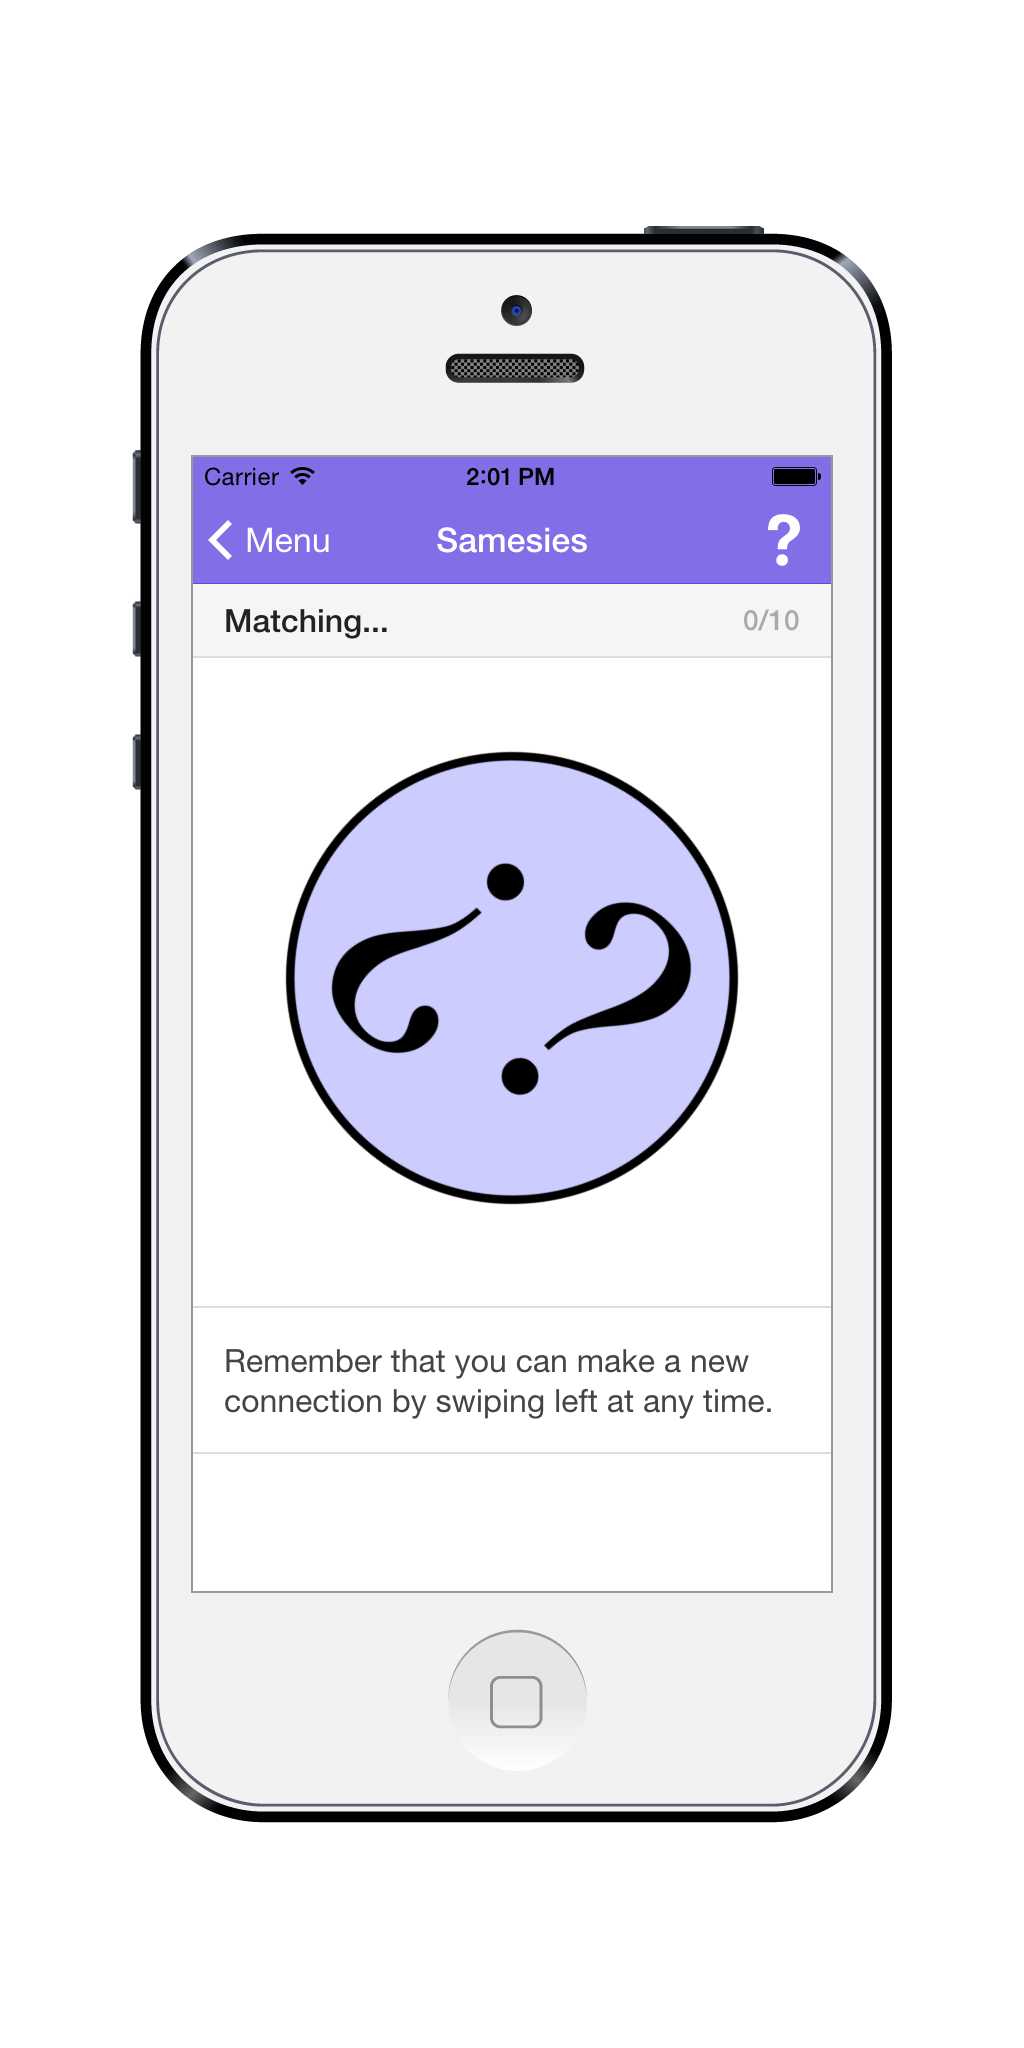 Carrier 2:01 PM
Menu Samesies ?
Matching... 0/10
¿ ?
Remember that you can make a new
connection by swiping left at any time.